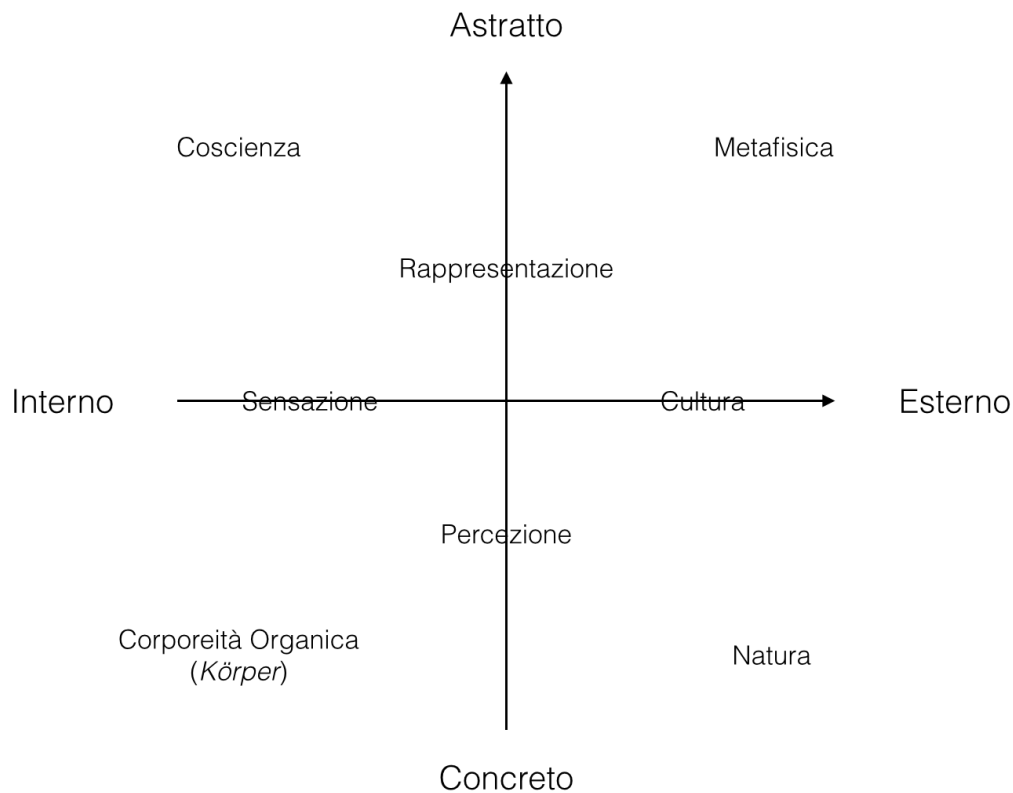 Astratto
Coscienza
Metafisica
Rappresentazione
Interno
Sensazione
Cultura
Esterno
Percezione
Corporeità Organica
(Körper)
Natura
Concreto